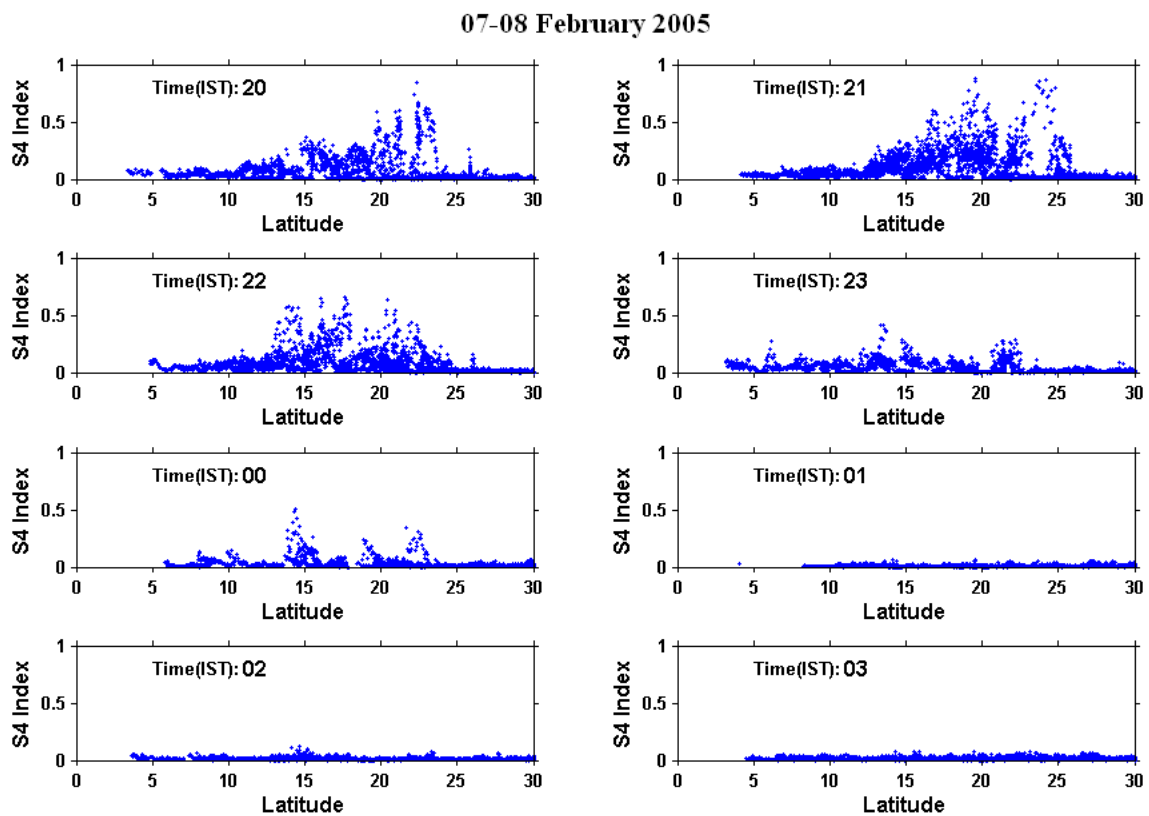 07-08 February 2005
1
Time(IST): 20
S4 Index
0.5
0
0 5 10 15 20 25 30
Latitude
1
Time(IST): 21
S4 Index
0.5
0
0 5 10 15 20 25 30
Latitude
1
Time(IST): 22
S4 Index
0.5
0
0 5 10 15 20 25 30
Latitude
1
Time(IST): 23
S4 Index
0.5
0
0 5 10 15 20 25 30
Latitude
1
Time(IST): 00
S4 Index
0.5
0
0 5 10 15 20 25 30
Latitude
1
Time(IST): 01
S4 Index
0.5
0
0 5 10 15 20 25 30
Latitude
1
Time(IST): 02
S4 Index
0.5
0
0 5 10 15 20 25 30
Latitude
1
Time(IST): 03
S4 Index
0.5
0
0 5 10 15 20 25 30
Latitude